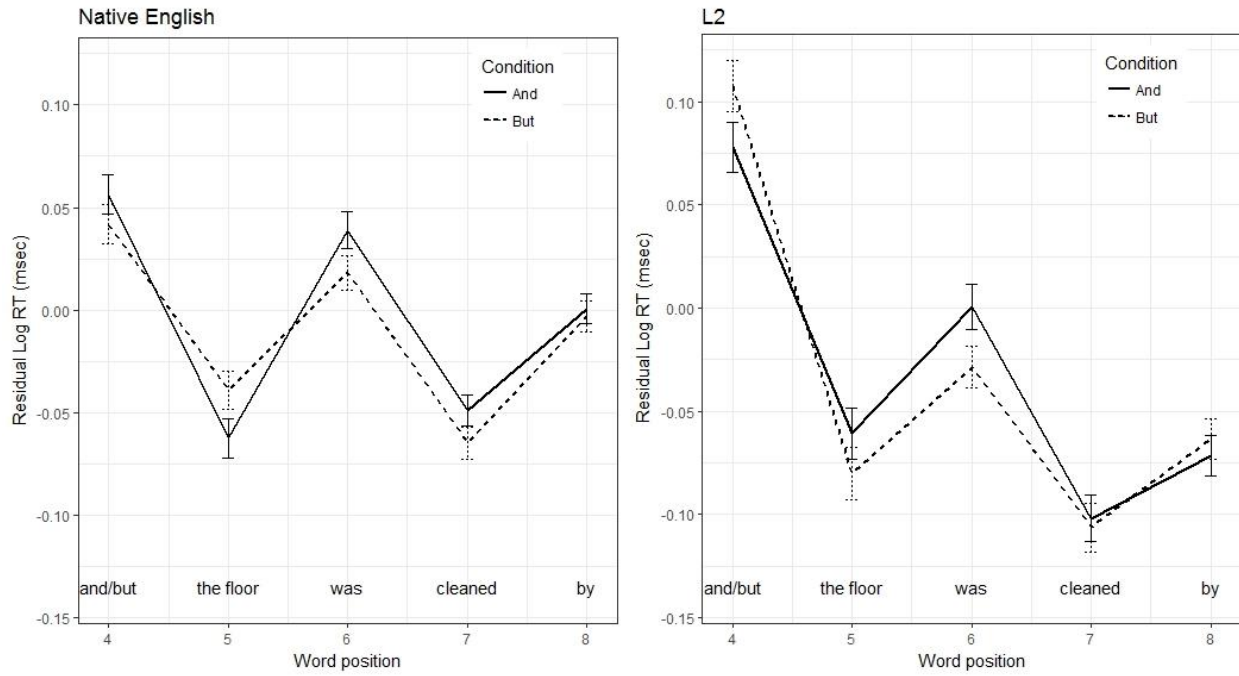 Native English
Condition
And
But
Residual Log RT (msec)
0.10
0.05
0.00
-0.05
-0.10
-0.15
and/but the floor was cleaned by
4 5 6 7 8
Word position
L2
Condition
And
But
Residual Log RT (msec)
0.10
0.05
0.00
-0.05
-0.10
-0.15
and/but the floor was cleaned by
4 5 6 7 8
Word position